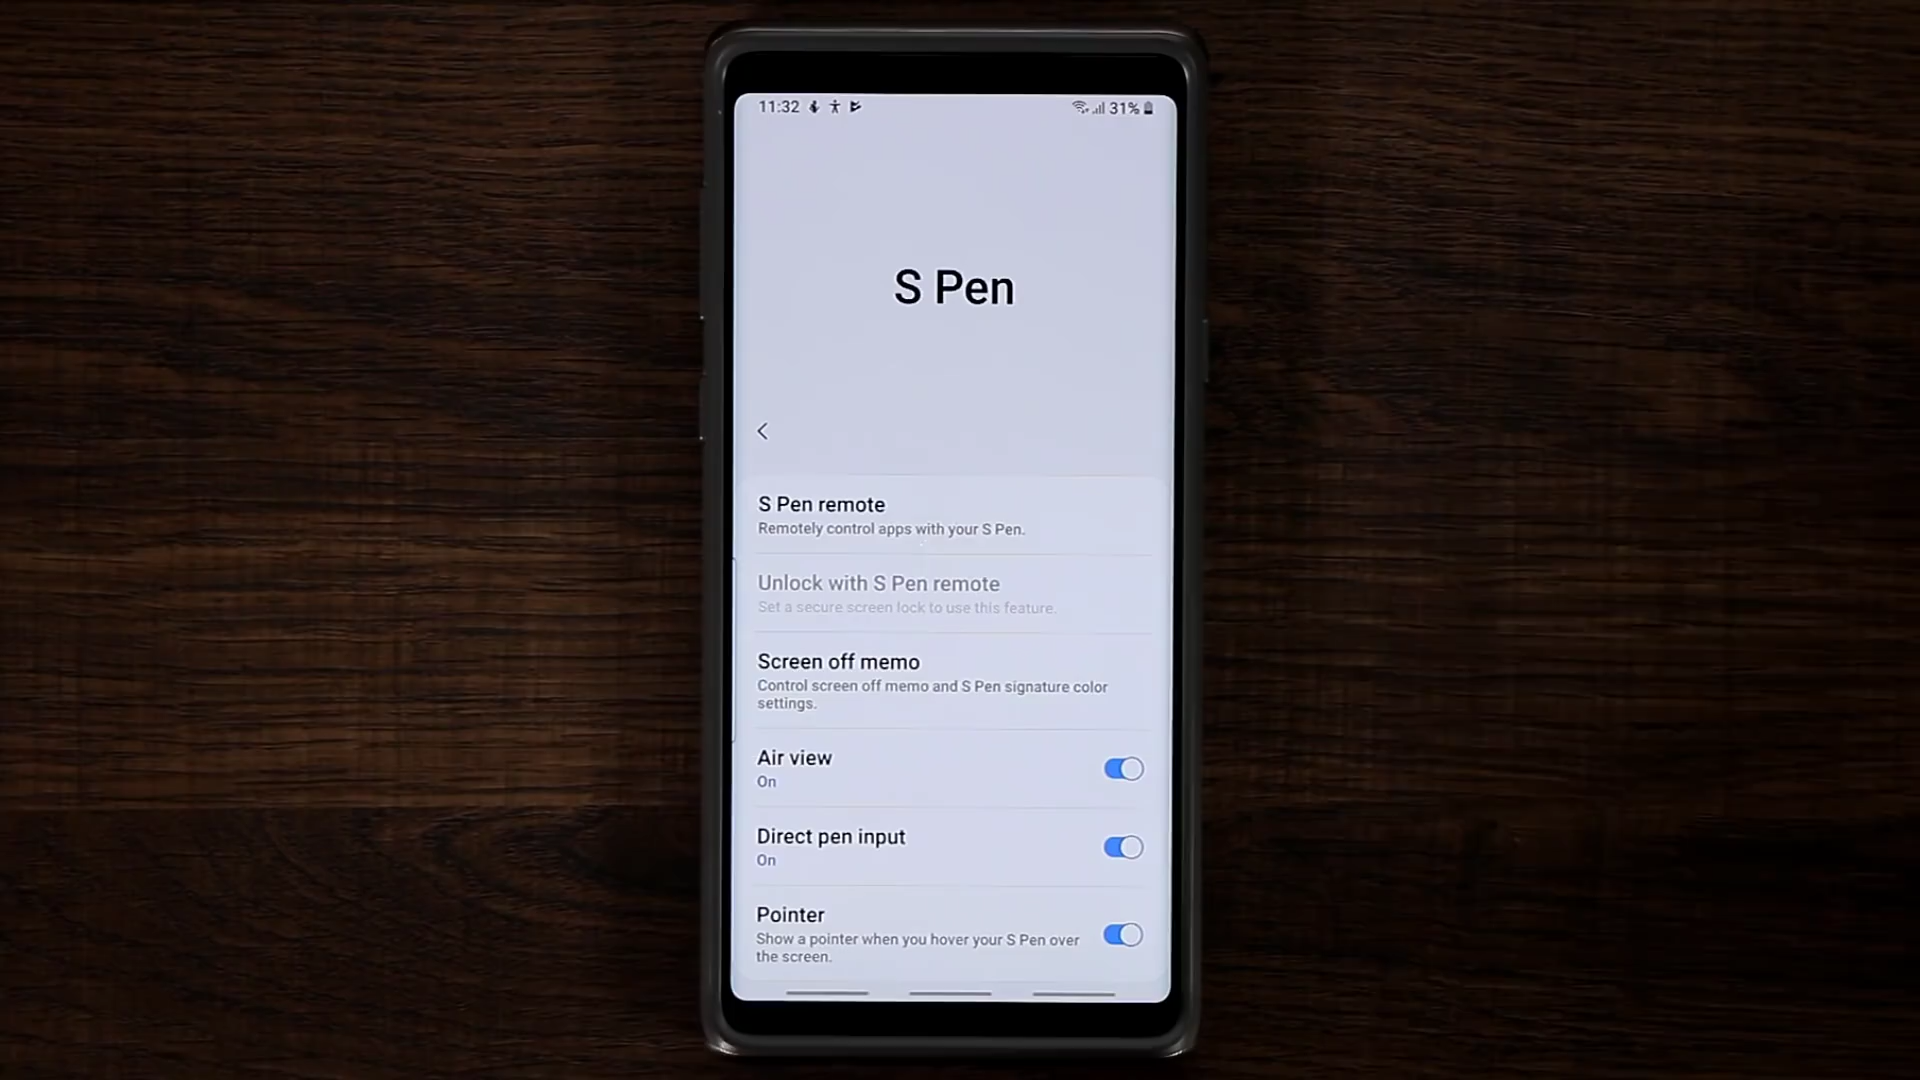 11:32
31%
S Pen
S Pen remote
Remotely control apps with your S Pen.
Unlock with S Pen remote
Set a secure screen lock to use this feature.
Screen off memo
Control screen off memo and S Pen signature color
settings.
Air view
On
Direct pen input
On
Pointer
Show a pointer when you hover your S Pen over
the screen.